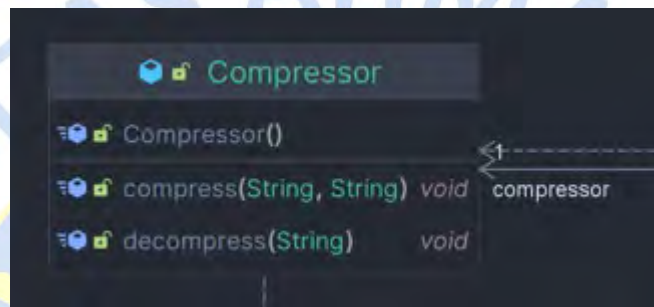 Compressor
Compressor()
compress(String, String) void
decompress(String) void
1
compressor